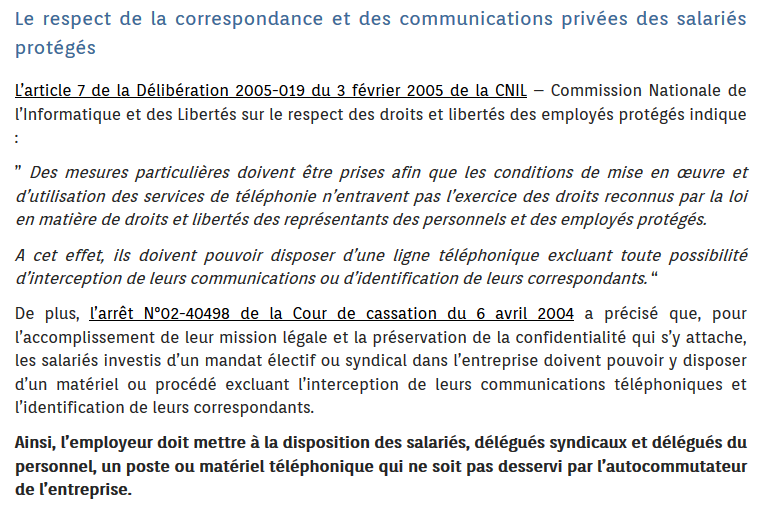 Le respect de la correspondance et des communications privées des salariés
protégés
L’article 7 de la Délibération 2005-019 du 3 février 2005 de la CNIL – Commission Nationale de
l’Informatique et des Libertés sur le respect des droits et libertés des employés protégés indique
:
” Des mesures particulières doivent être prises afin que les conditions de mise en œuvre et
d’utilisation des services de téléphonie n’entravent pas l’exercice des droits reconnus par la loi
en matière de droits et libertés des représentants des personnels et des employés protégés.
A cet effet, ils doivent pouvoir disposer d’une ligne téléphonique excluant toute possibilité
d’interception de leurs communications ou d’identification de leurs correspondants. “
De plus, l’arrêt N°02-40498 de la Cour de cassation du 6 avril 2004 a précisé que, pour
l’accomplissement de leur mission légale et la préservation de la confidentialité qui s’y attache,
les salariés investis d’un mandat électif ou syndical dans l’entreprise doivent pouvoir y disposer
d’un matériel ou procédé excluant l’interception de leurs communications téléphoniques et
l’identification de leurs correspondants.
Ainsi, l’employeur doit mettre à la disposition des salariés, délégués syndicaux et délégués du
personnel, un poste ou matériel téléphonique qui ne soit pas desservi par l’autocommutateur
de l’entreprise.